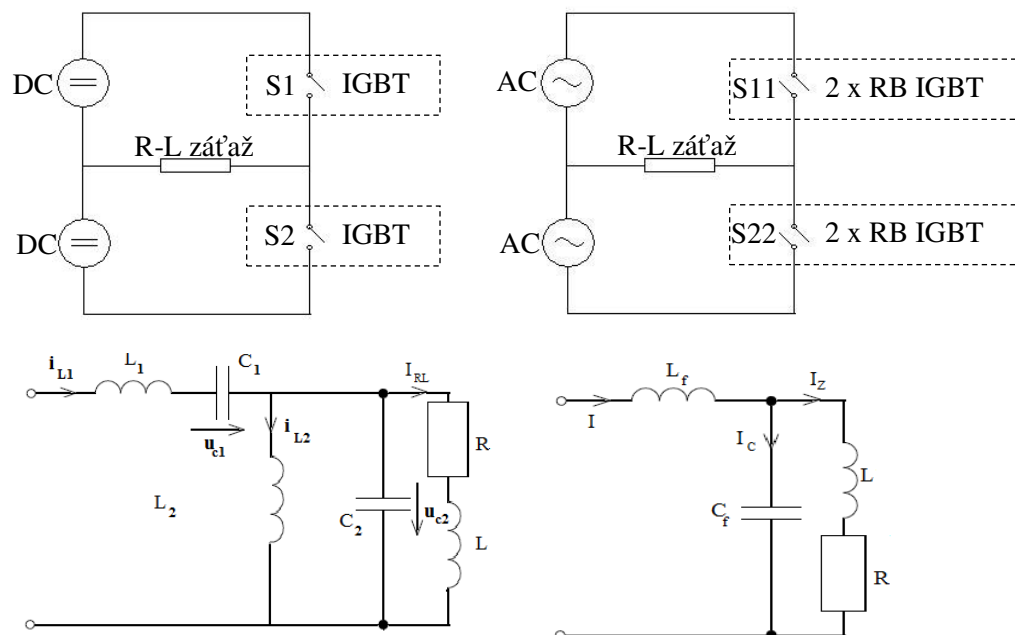 DC
S1
IGBT
R-L záťaž
DC
S2
IGBT
AC
S11
2 x RB IGBT
R-L záťaž
AC
S22
2 x RB IGBT
iL1
L1
C1
IRL
uc1
iL2
R
L2
C2
uc2
L
Lf
I
IZ
IC
L
Cf
R